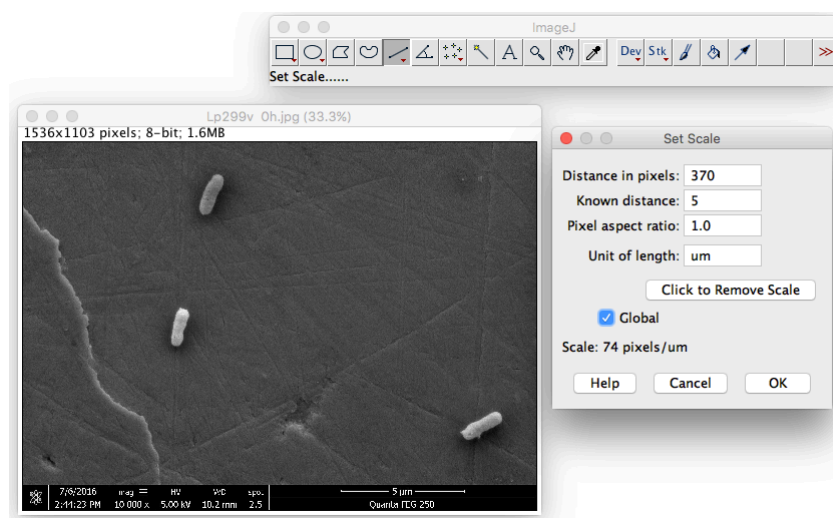 ImageJ
Dev Stk A >>
Set Scale......
Lp299v 0h.jpg (33.3%)
1536x1103 pixels; 8-bit; 1.6MB
7/6/2016 mag HV WD spot 5 µm
2:44:23 PM 10 000 x 5.00 kV 10.2 mm 2.5 Quanta FEG 250
Set Scale
Distance in pixels: 370
Known distance: 5
Pixel aspect ratio: 1.0
Unit of length: um
Click to Remove Scale
Global
Scale: 74 pixels/um
Help Cancel OK